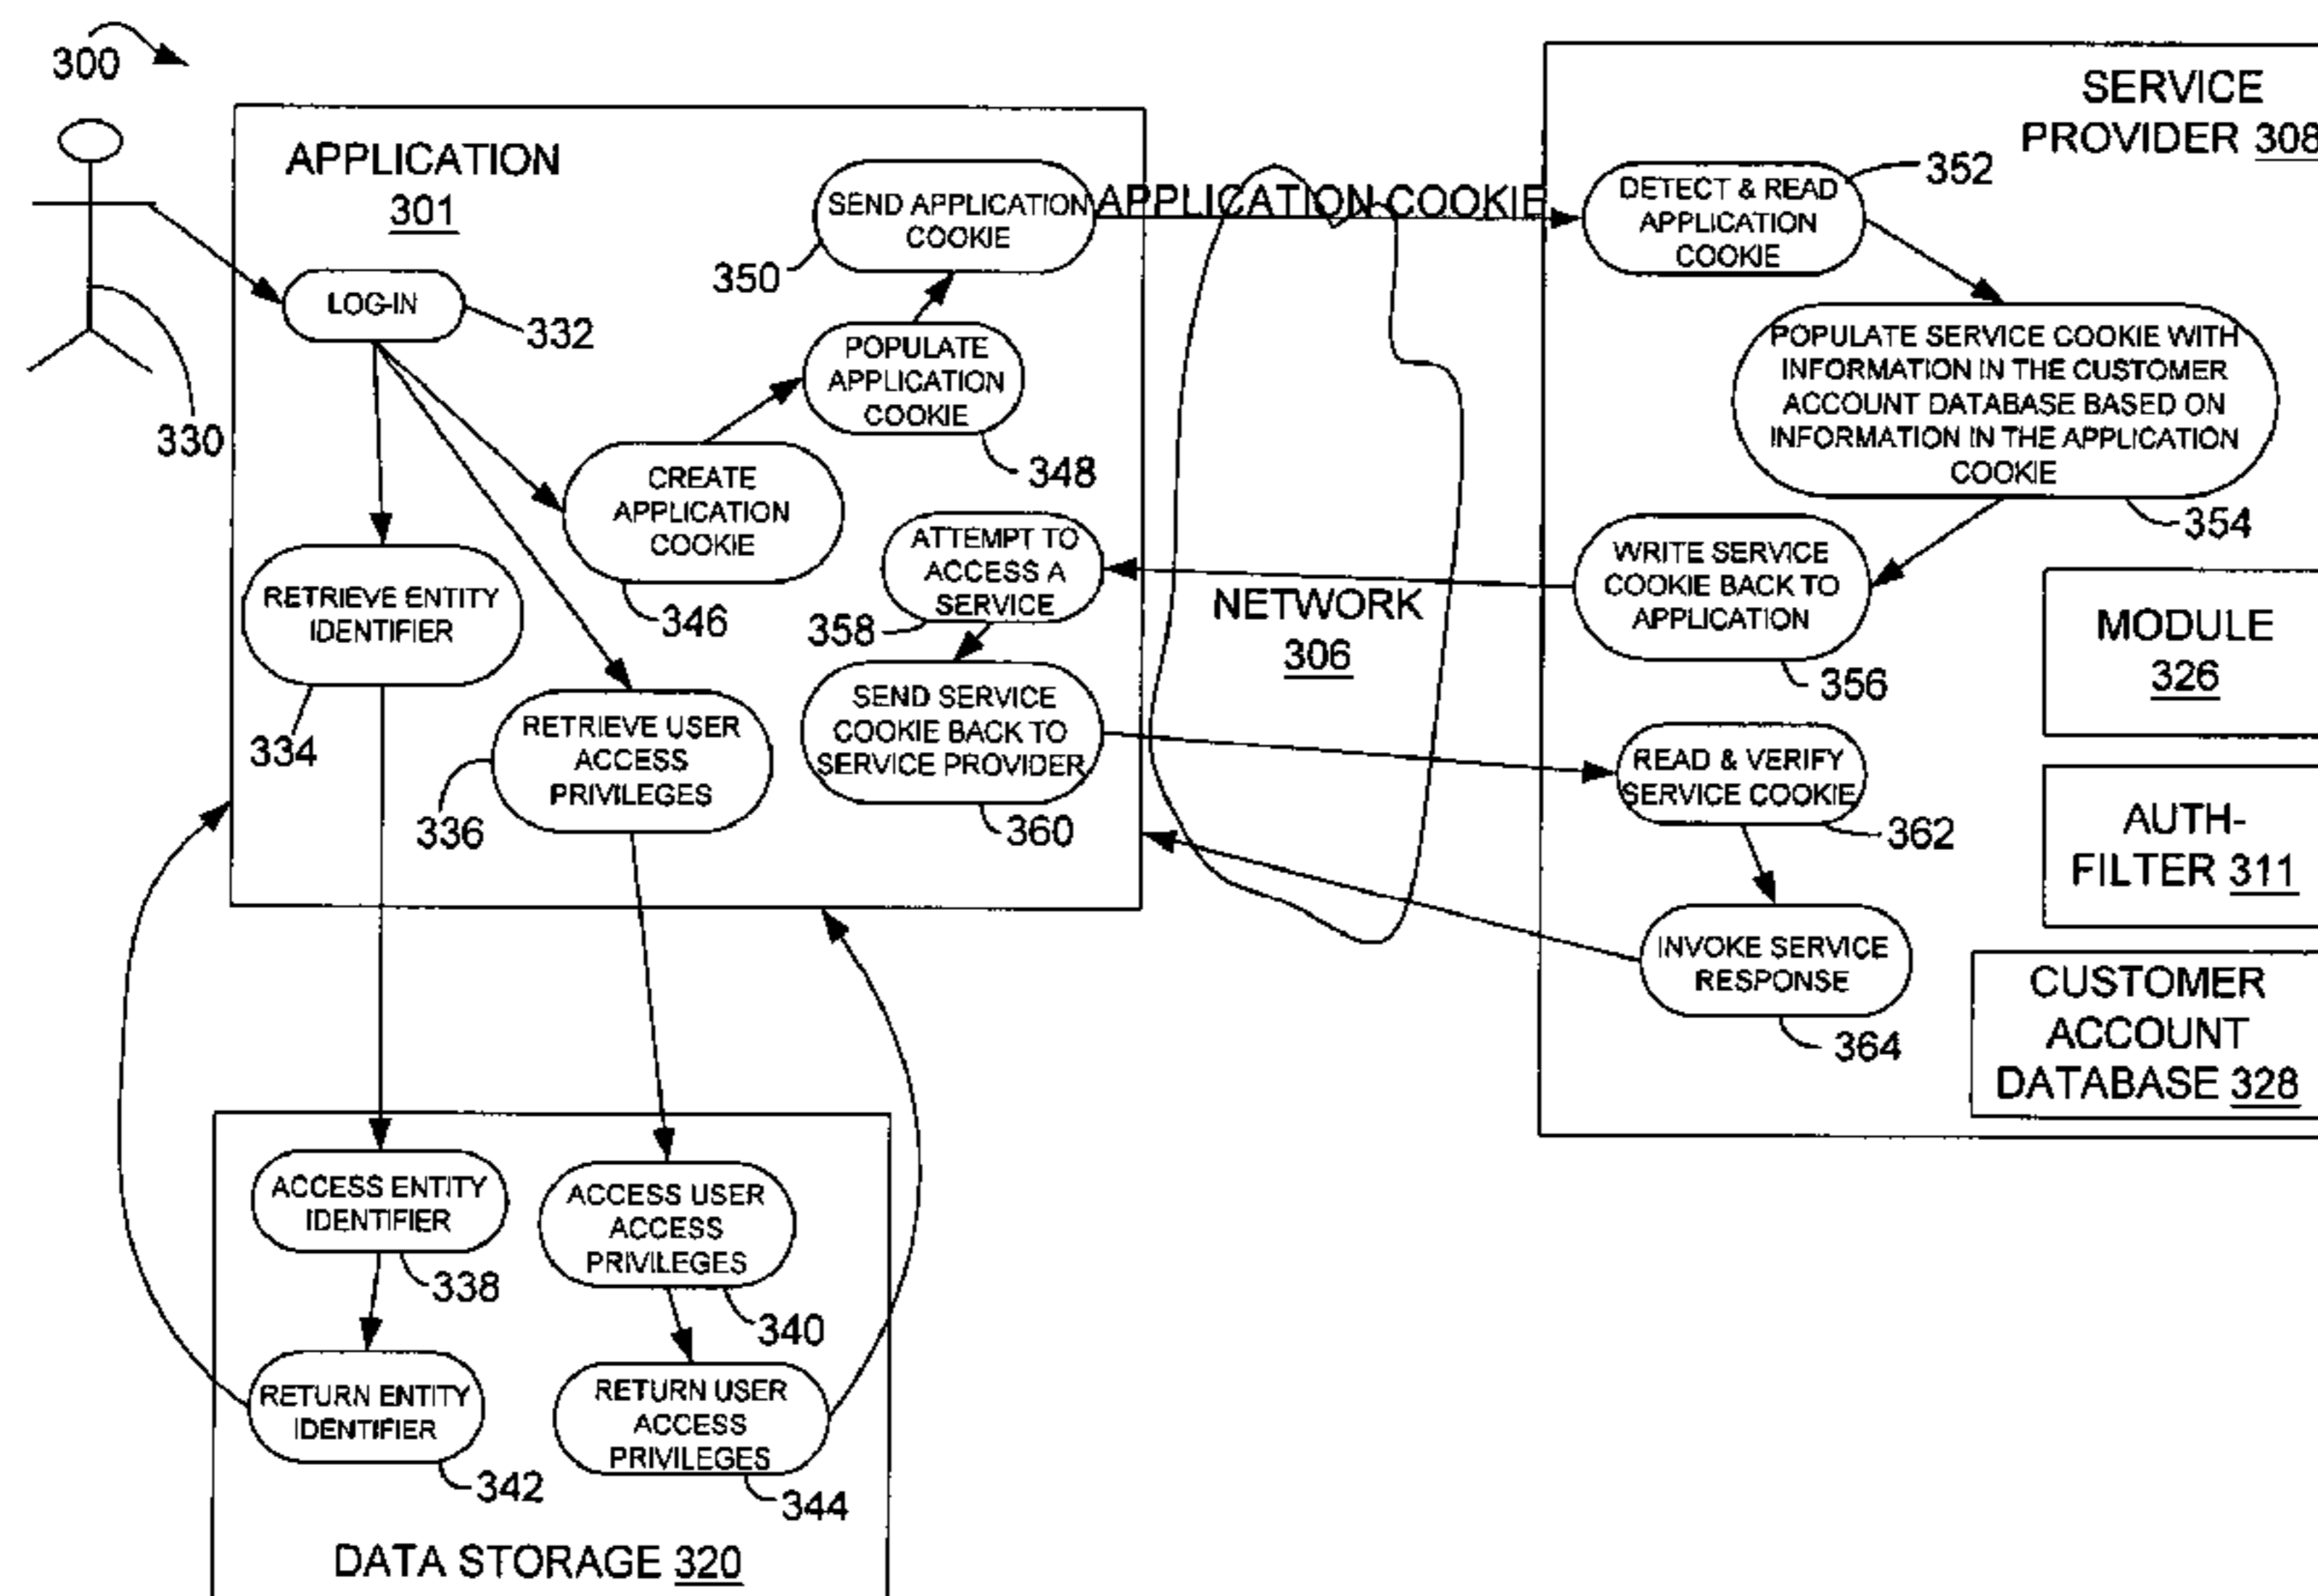 300
APPLICATION
301
LOG-IN
332
330
RETRIEVE ENTITY
IDENTIFIER
334
RETRIEVE USER
ACCESS
PRIVILEGES
336
CREATE
APPLICATION
COOKIE
346
POPULATE
APPLICATION
COOKIE
348
SEND APPLICATION
COOKIE
350
APPLICATION COOKIE
ATTEMPT TO
ACCESS A
SERVICE
358
SEND SERVICE
COOKIE BACK TO
SERVICE PROVIDER
360
NETWORK
306
SERVICE
PROVIDER 308
DETECT & READ
APPLICATION
COOKIE
352
POPULATE SERVICE COOKIE WITH
INFORMATION IN THE CUSTOMER
ACCOUNT DATABASE BASED ON
INFORMATION IN THE APPLICATION
COOKIE
354
WRITE SERVICE
COOKIE BACK TO
APPLICATION
356
READ & VERIFY
SERVICE COOKIE
362
INVOKE SERVICE
RESPONSE
364
MODULE
326
AUTH-
FILTER 311
CUSTOMER
ACCOUNT
DATABASE 328
ACCESS ENTITY
IDENTIFIER
338
ACCESS USER
ACCESS
PRIVILEGES
340
RETURN ENTITY
IDENTIFIER
342
RETURN USER
ACCESS
PRIVILEGES
344
DATA STORAGE 320